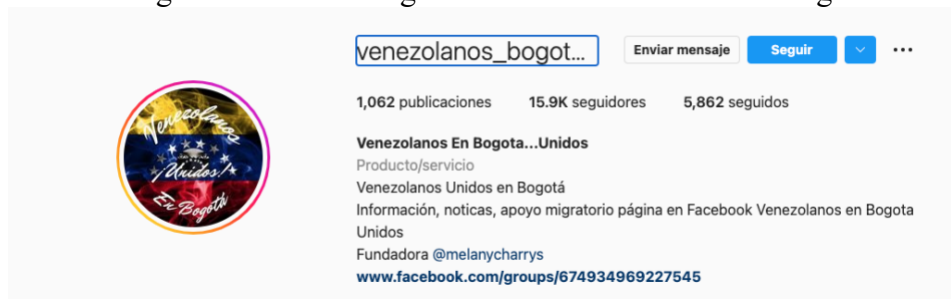 venezolanos_bogot...
Enviar mensaje
Seguir
1,062 publicaciones
15.9K seguidores
5,862 seguidos
Venezolanos En Bogota...Unidos
Producto/servicio
Venezolanos Unidos en Bogotá
Información, noticas, apoyo migratorio página en Facebook Venezolanos en Bogota
Unidos
Fundadora @melanycharrys
www.facebook.com/groups/674934969227545
Venezolanos
¡Unidos!
En Bogotá